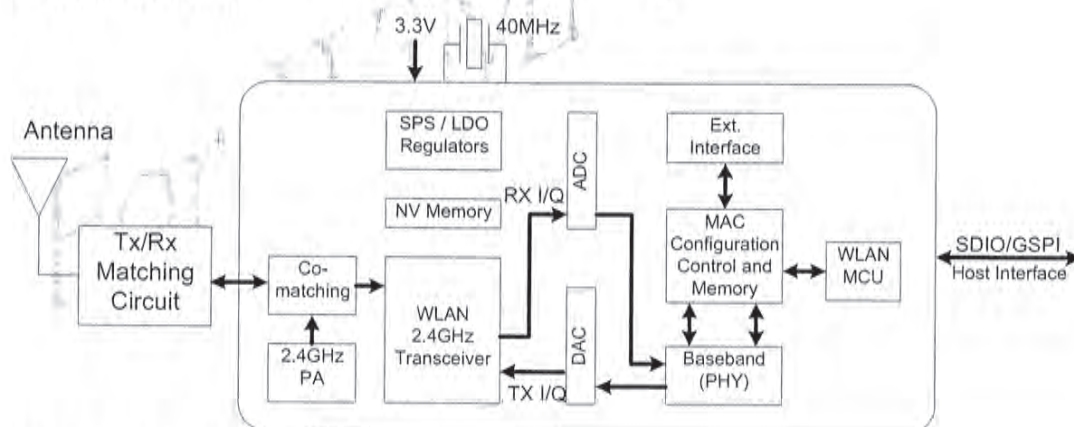 3.3V
40MHz
Antenna
SPS / LDO
Regulators
ADC
Ext.
Interface
RX I/Q
NV Memory
Tx/Rx
Matching
Circuit
Co-
matching
WLAN
2.4GHz
Transceiver
MAC
Configuration
Control and
Memory
WLAN
MCU
SDIO/GSPI
Host Interface
2.4GHz
PA
DAC
TX I/Q
Baseband
(PHY)